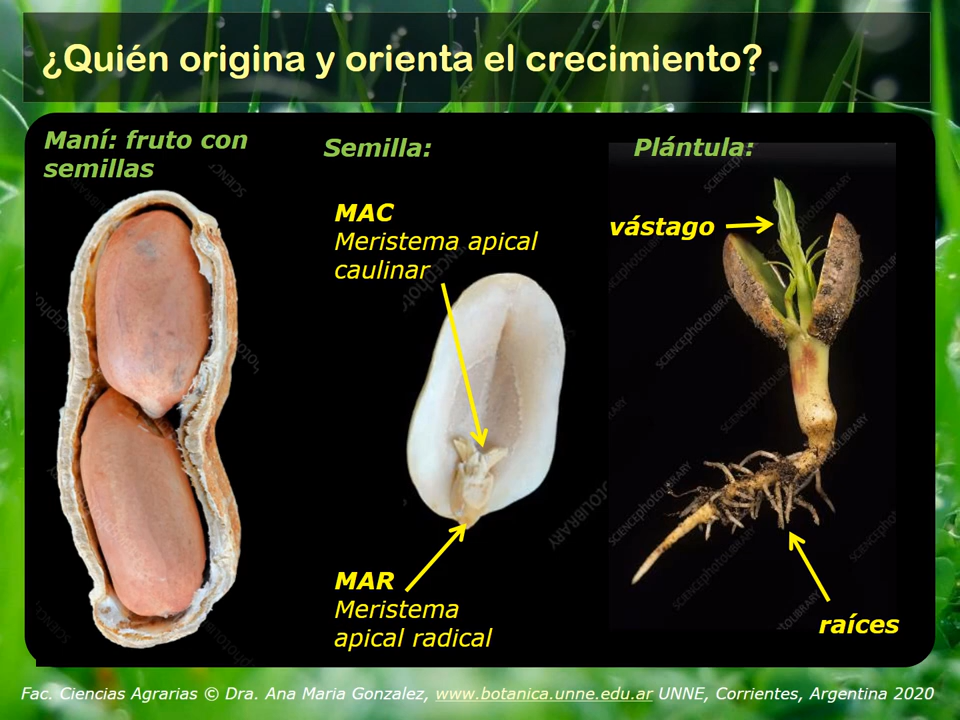 ¿Quién origina y orienta el crecimiento?
Maní: fruto con
semillas
Semilla:
Plántula:
MAC
Meristema apical
caulinar
vástago
MAR
Meristema
apical radical
raíces
SCIENCEphotoLIBRARY
Fac. Ciencias Agrarias © Dra. Ana Maria Gonzalez, www.botanica.unne.edu.ar UNNE, Corrientes, Argentina 2020